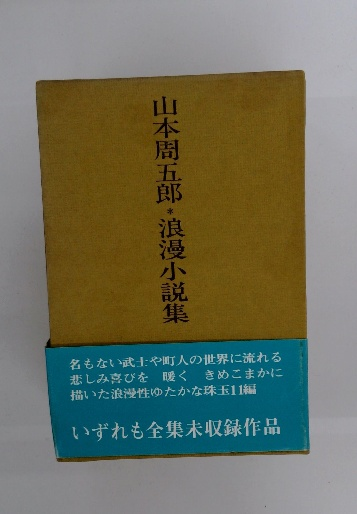 山本周五郎*浪漫小説集
名もない武士や町人の世界に流れる
悲しみ喜びを 暖く きめこまかに
描いた浪漫性ゆたかな珠玉11編
いずれも全集未収録作品